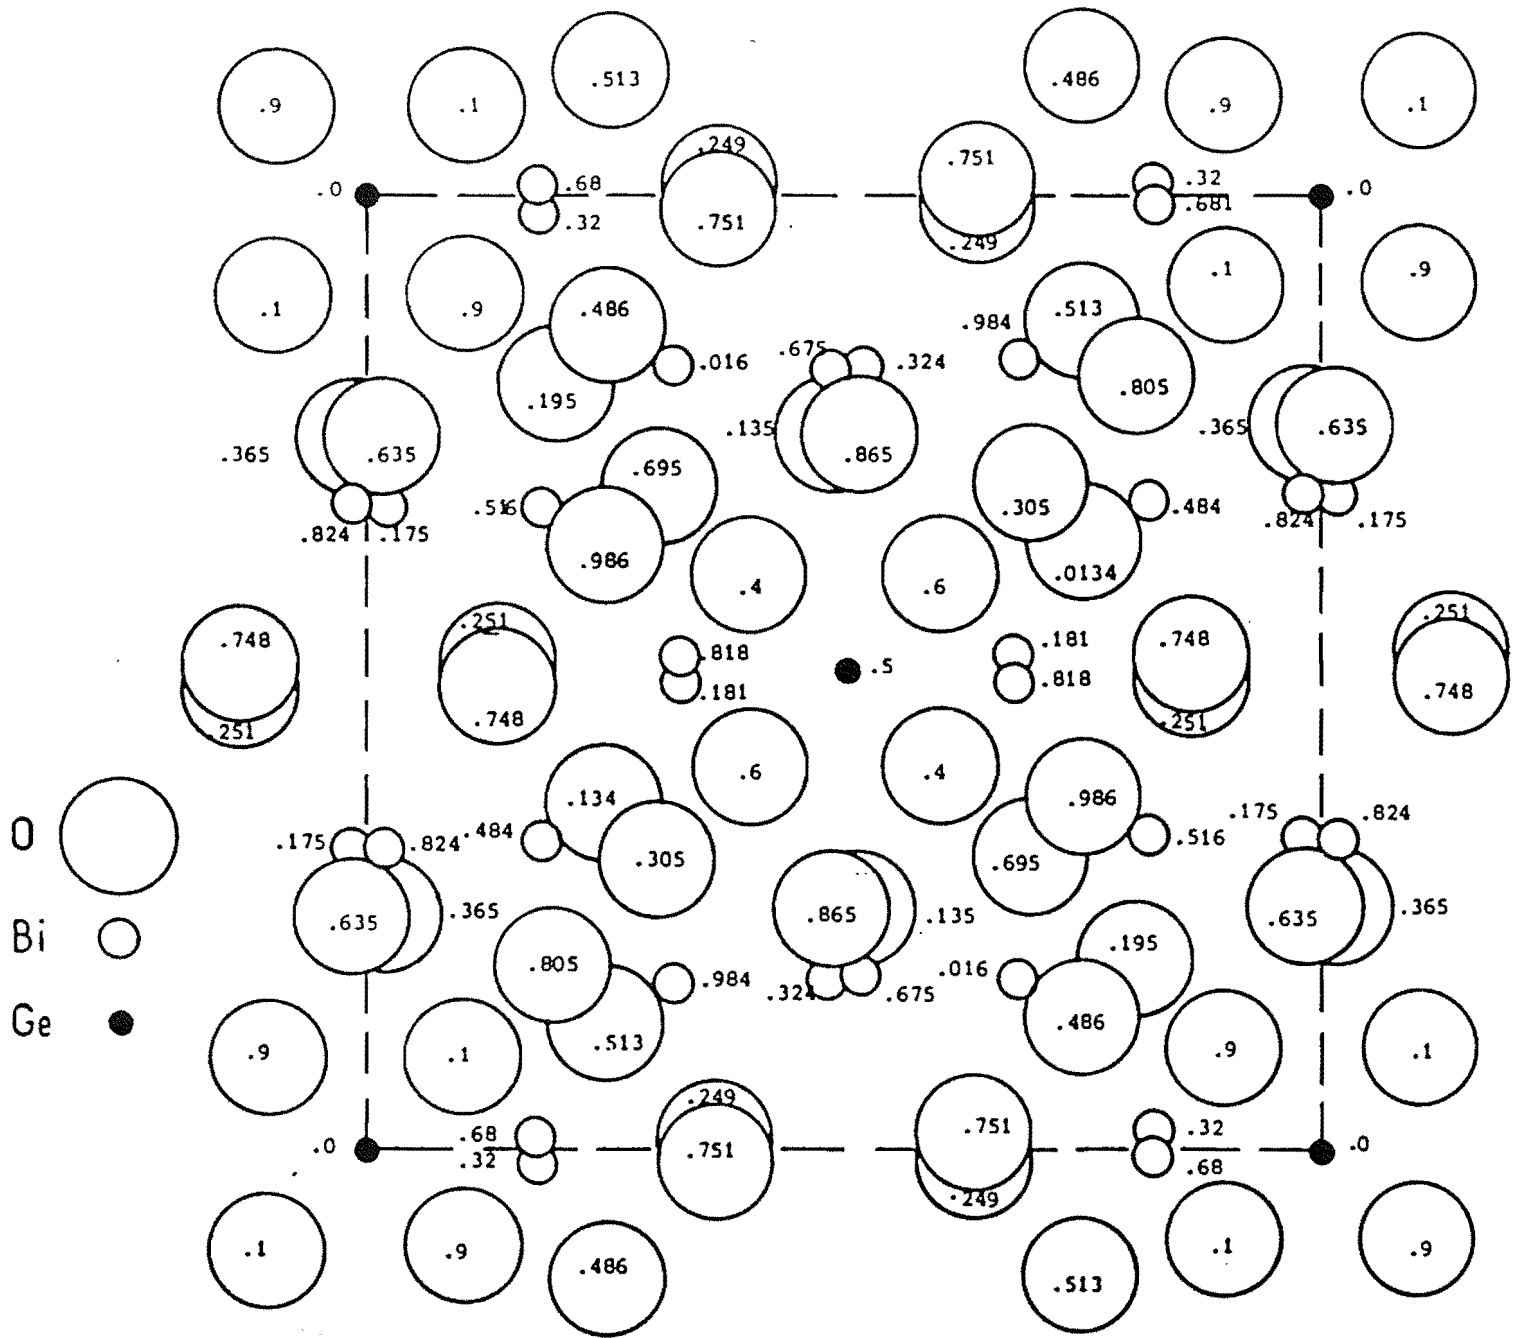 .513 .486
.9 .1 .9 .1
.249 .751
.0 .68 .32 .0
.32 .751 .681
.249
.1 .9 .486 .513 .1 .9
.984
.016 .675 .324
.195 .805
.365 .635 .135 .865 .365 .635
.695
.516 .305 .484
.824 .175 .824 .175
.986 .4 .6 .0134
.251 .251
.748 .818 .181 .748
.5
.748 .181 .818 .748
.251 .251
.134 .6 .4 .986
O .175 .824 .484 .175 .824
.516
.305 .695
.635 .365 .865 .135 .635 .365
Bi .195
.805 .984 .016
.324 .675
Ge .486
.9 .1 .513 .9 .1
.249
.68 .751 .32
.0 .751 .0
.32 .68
.249
.1 .9 .486 .1 .9
.513